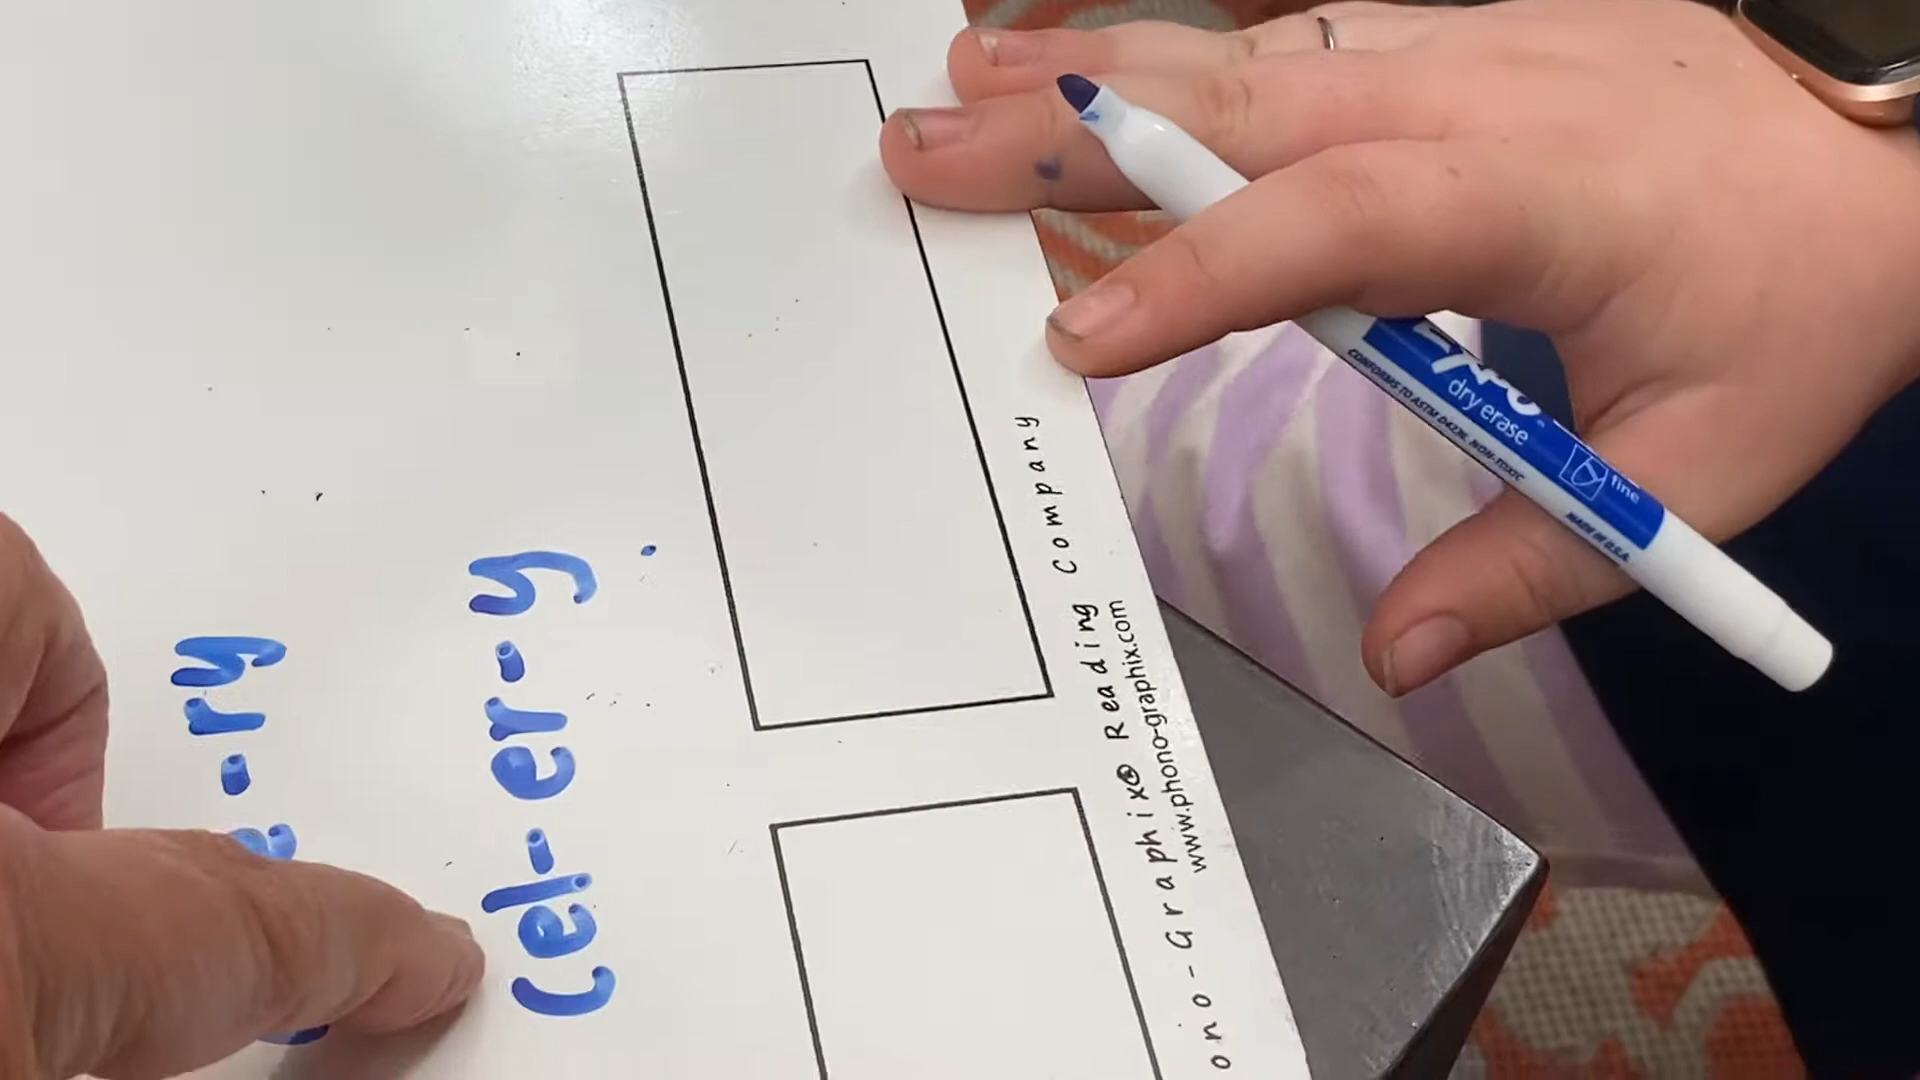 -ry
cel-er-y
Phono-Graphix® Reading Company
www.phono-graphix.com
EXPO
dry erase
fine
CONFORMS TO ASTM D4236, NON-TOXIC
MADE IN U.S.A.